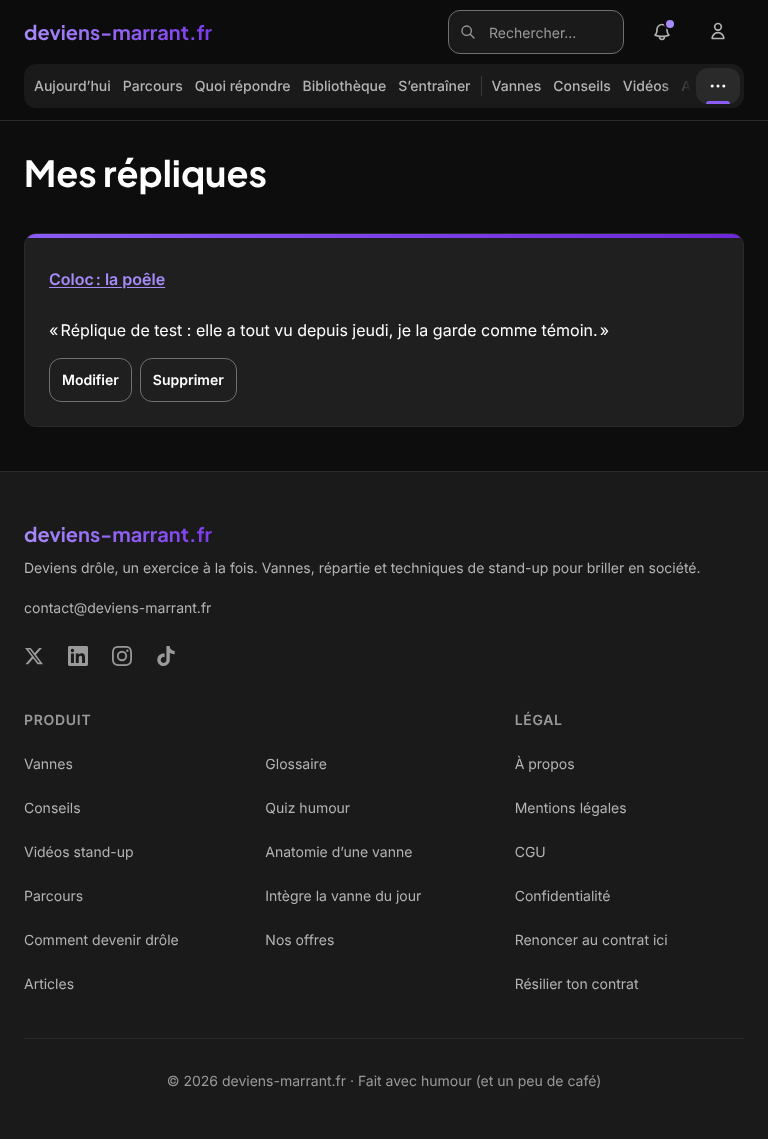 deviens-marrant.fr
Rechercher…
Aujourd’hui Parcours Quoi répondre Bibliothèque S’entraîner Vannes Conseils Vidéos
Mes répliques
Coloc : la poêle
« Réplique de test : elle a tout vu depuis jeudi, je la garde comme témoin. »
Modifier Supprimer
deviens-marrant.fr
Deviens drôle, un exercice à la fois. Vannes, répartie et techniques de stand-up pour briller en société.
contact@deviens-marrant.fr
PRODUIT
Vannes
Conseils
Vidéos stand-up
Parcours
Comment devenir drôle
Articles
Glossaire
Quiz humour
Anatomie d’une vanne
Intègre la vanne du jour
Nos offres
LÉGAL
À propos
Mentions légales
CGU
Confidentialité
Renoncer au contrat ici
Résilier ton contrat
© 2026 deviens-marrant.fr · Fait avec humour (et un peu de café)